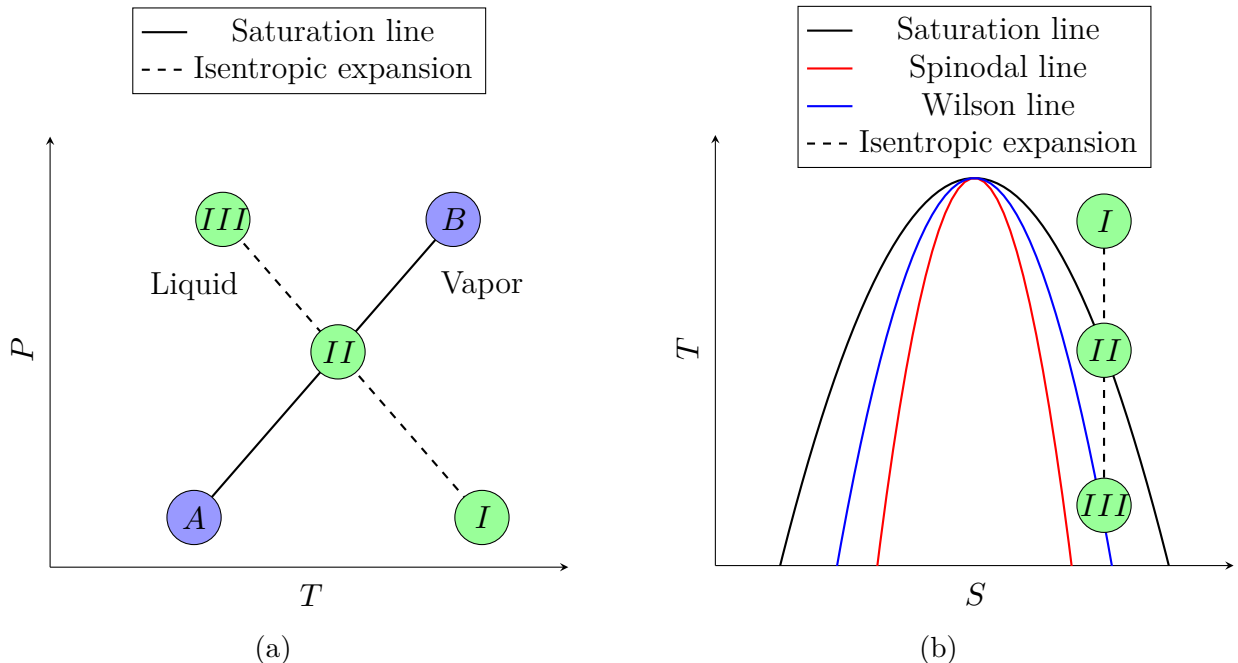 Saturation line
Isentropic expansion
III
B
Liquid
Vapor
P
II
A
I
T
(a)
Saturation line
Spinodal line
Wilson line
Isentropic expansion
I
T
II
III
S
(b)